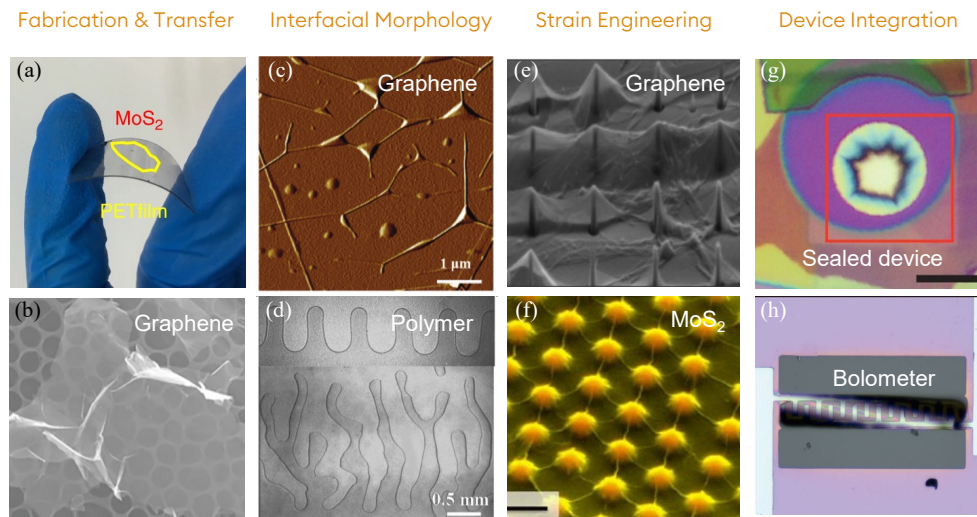 Fabrication & Transfer
Interfacial Morphology
Strain Engineering
Device Integration
(a)
MoS2
PETfilm
(c)
Graphene
1 μm
(e)
Graphene
(g)
Sealed device
(b)
Graphene
(d)
Polymer
0.5 mm
(f)
MoS2
(h)
Bolometer